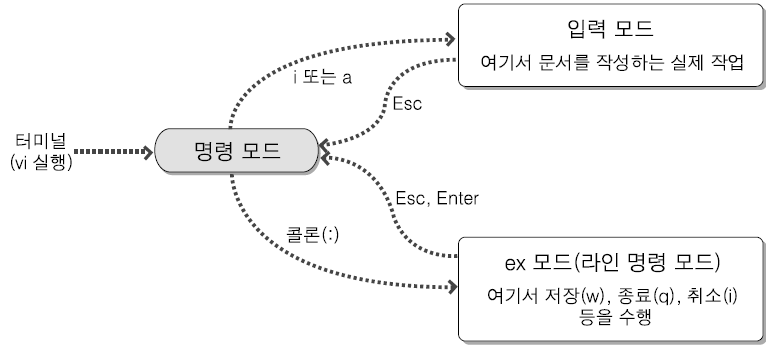 입력 모드
여기서 문서를 작성하는 실제 작업
i 또는 a
Esc
터미널
(vi 실행)
명령 모드
Esc, Enter
콜론(:)
ex 모드(라인 명령 모드)
여기서 저장(w), 종료(q), 취소(i)
등을 수행